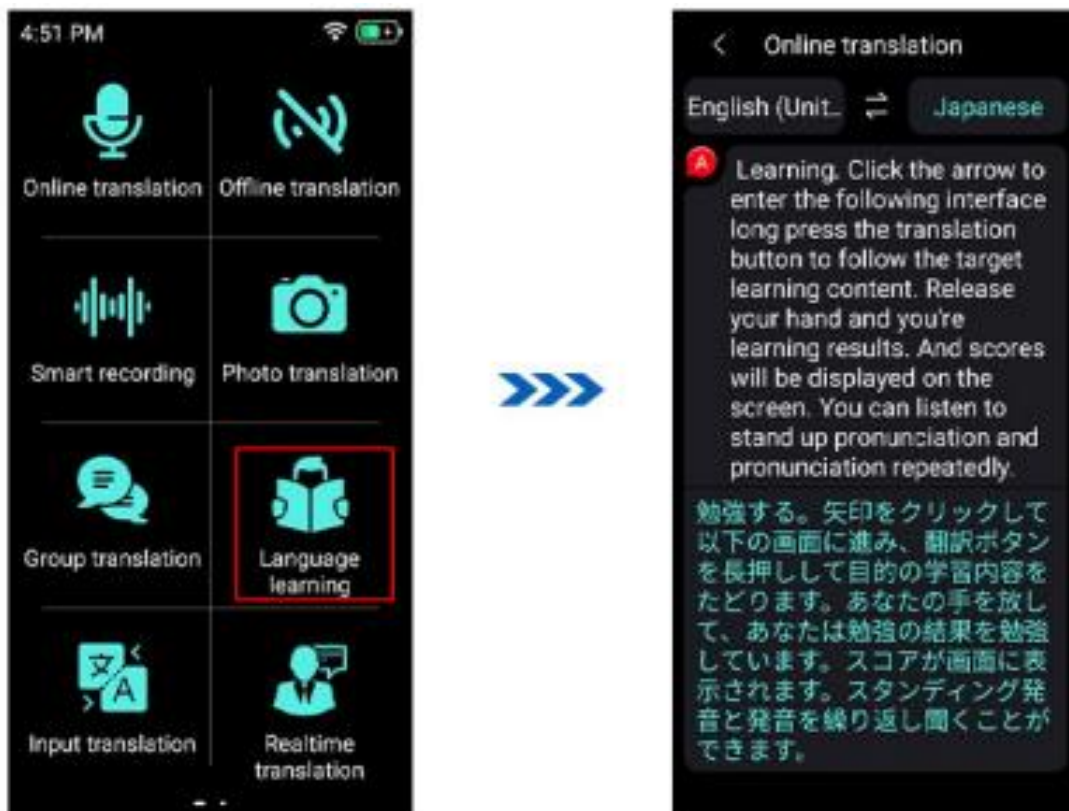 4:51 PM
Online translation
Offline translation
Smart recording
Photo translation
Group translation
Language
learning
Input translation
Realtime
translation
Online translation
English (Unit...
Japanese
A
Learning. Click the arrow to
enter the following interface
long press the translation
button to follow the target
learning content. Release
your hand and you're
learning results. And scores
will be displayed on the
screen. You can listen to
stand up pronunciation and
pronunciation repeatedly.
勉強する。矢印をクリックして
以下の画面に進み、翻訳ボタン
を長押しして目的の学習内容を
たどります。あなたの手を放し
て、あなたは勉強の結果を勉強
しています。スコアが画面に表
示されます。スタンディング発
音と発音を繰り返し聞くことが
できます。